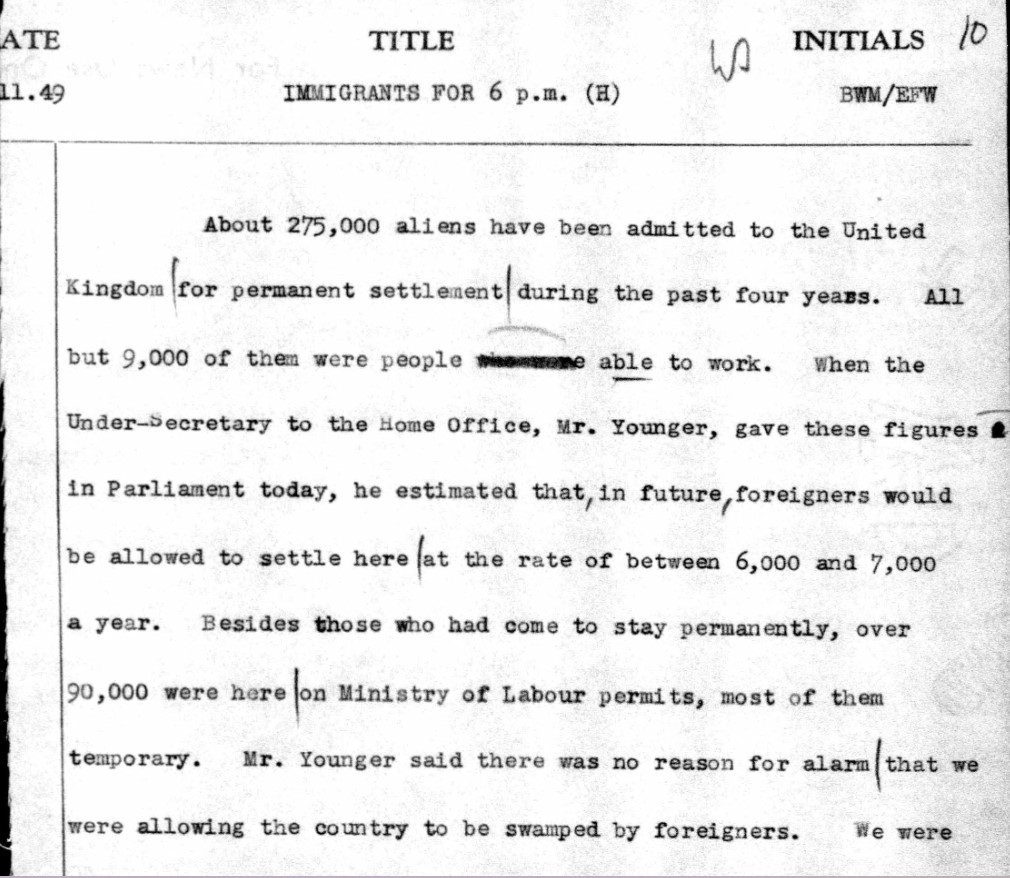 ATE TITLE INITIALS 10
11.49 IMMIGRANTS FOR 6 p.m. (H) BWM/EFW
About 275,000 aliens have been admitted to the United
Kingdom for permanent settlement during the past four years. All
but 9,000 of them were people able to work. When the
Under-Secretary to the Home Office, Mr. Younger, gave these figures
in Parliament today, he estimated that, in future, foreigners would
be allowed to settle here at the rate of between 6,000 and 7,000
a year. Besides those who had come to stay permanently, over
90,000 were here on Ministry of Labour permits, most of them
temporary. Mr. Younger said there was no reason for alarm that we
were allowing the country to be swamped by foreigners. We were